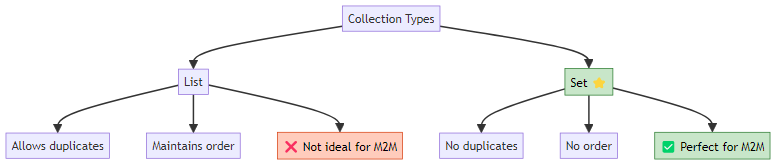 Collection Types
List
Set ⭐
Allows duplicates
Maintains order
❌ Not ideal for M2M
No duplicates
No order
✅ Perfect for M2M